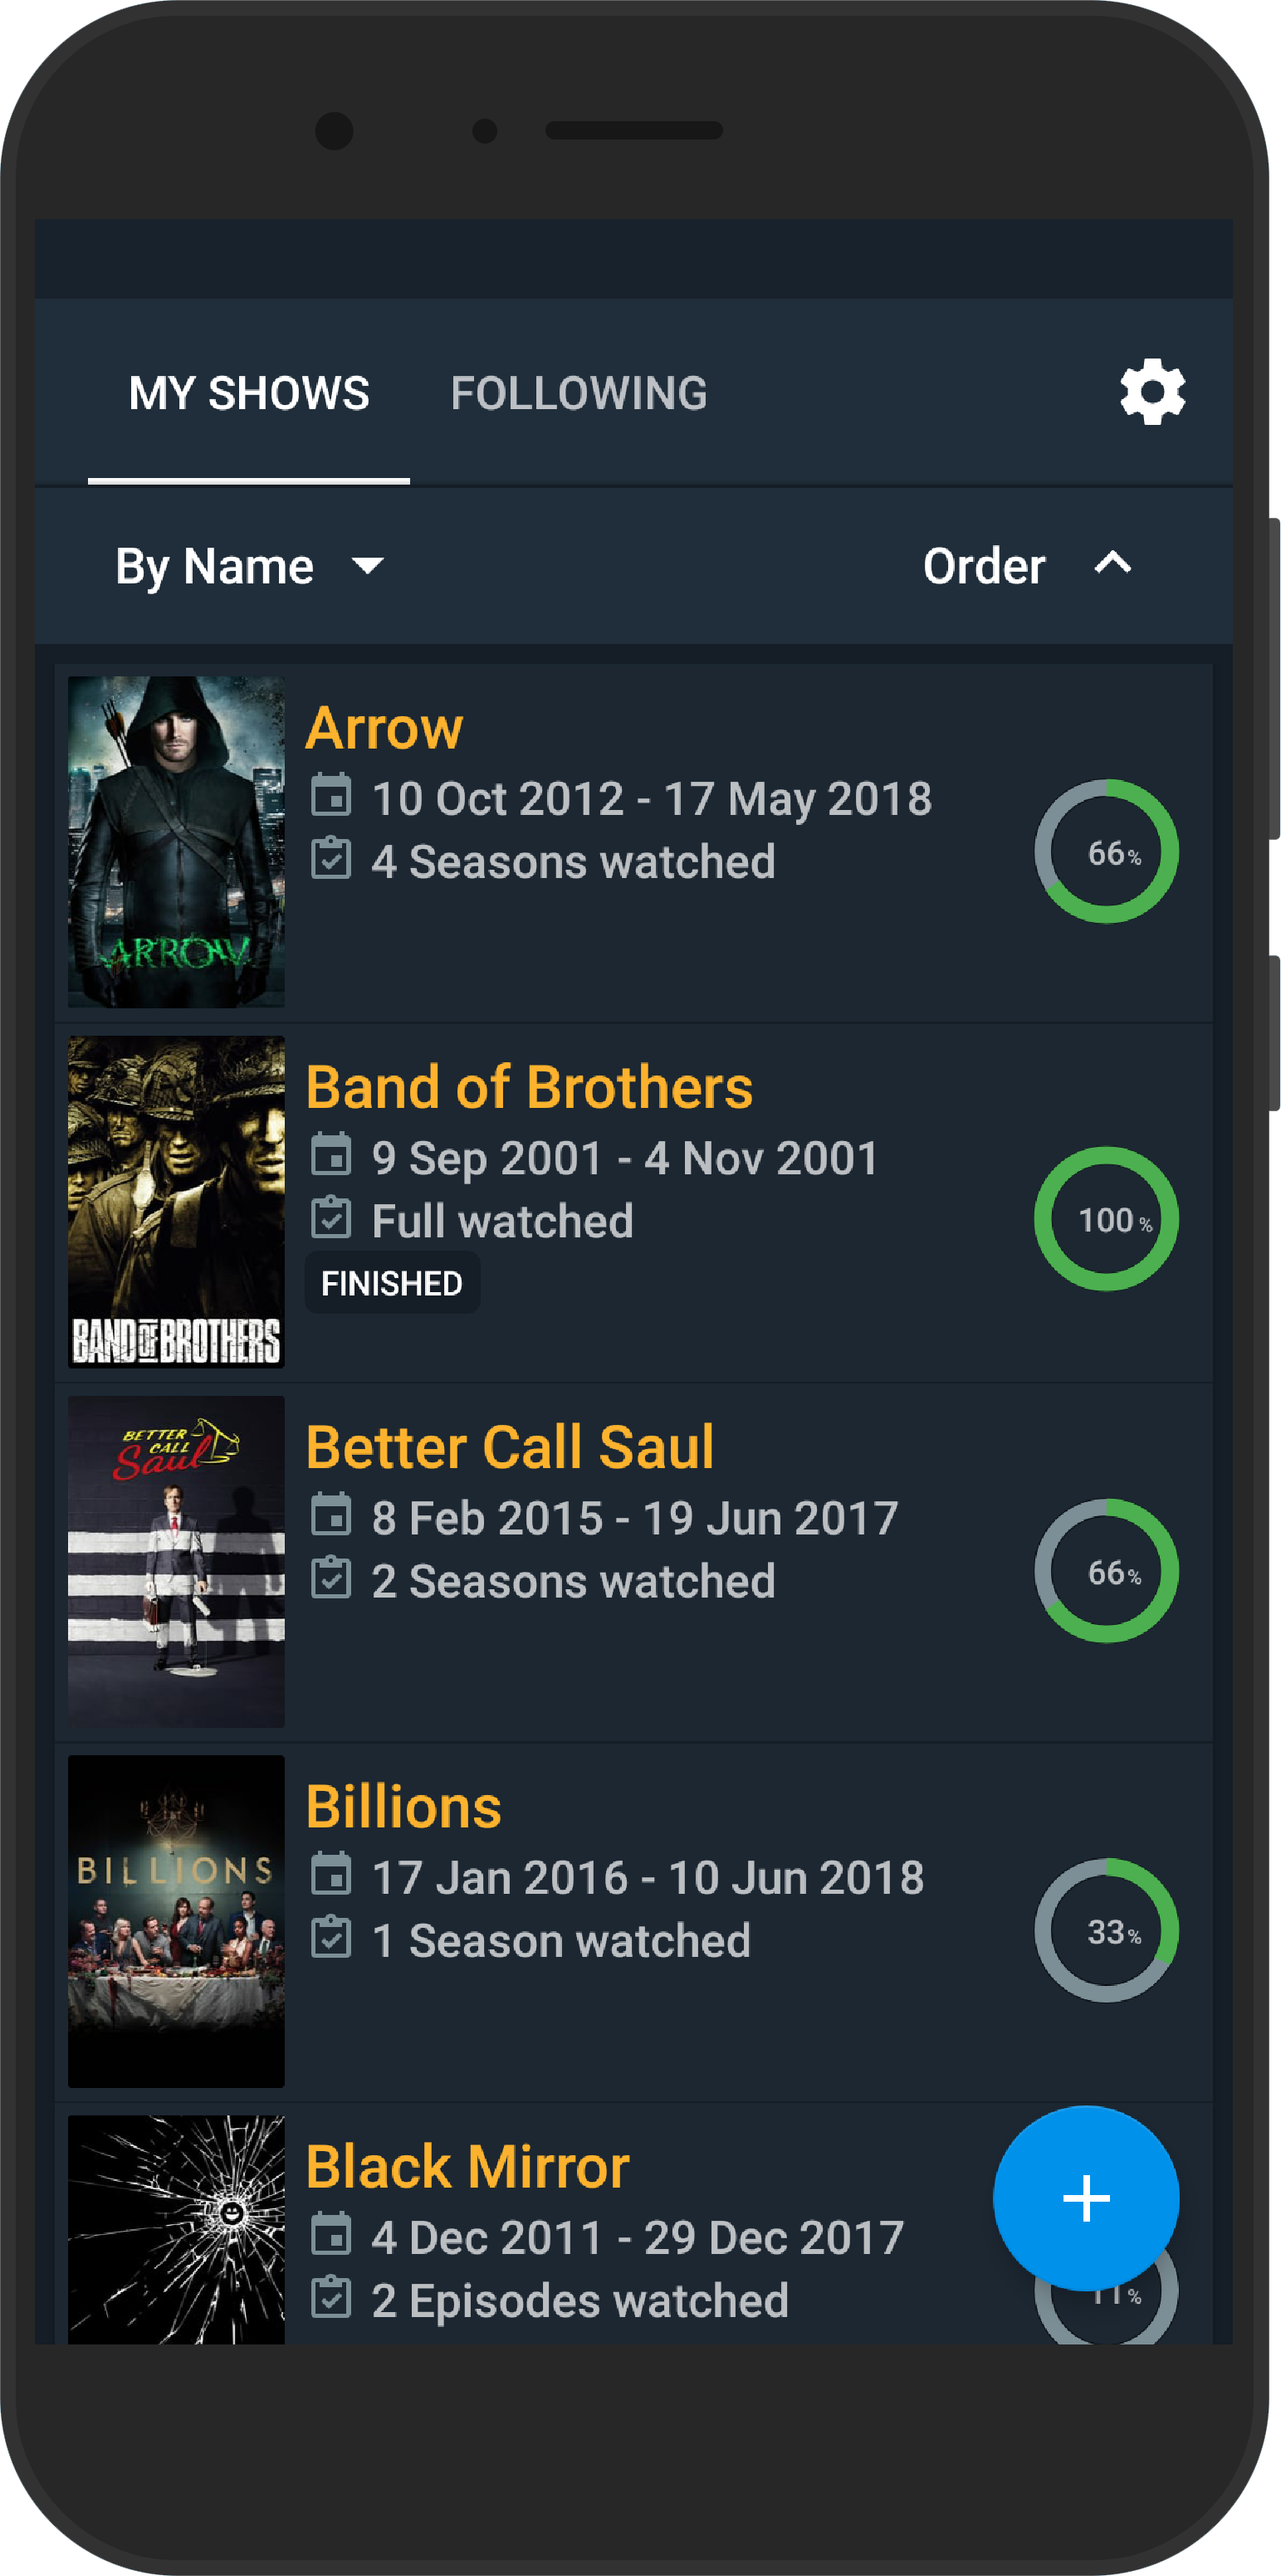 MY SHOWS FOLLOWING
By Name Order
ARROW
Arrow
10 Oct 2012 - 17 May 2018
4 Seasons watched
66%
BAND OF BROTHERS
Band of Brothers
9 Sep 2001 - 4 Nov 2001
Full watched
FINISHED
100%
BETTER
CALL
Saul
Better Call Saul
8 Feb 2015 - 19 Jun 2017
2 Seasons watched
66%
BILLIONS
Billions
17 Jan 2016 - 10 Jun 2018
1 Season watched
33%
Black Mirror
4 Dec 2011 - 29 Dec 2017
2 Episodes watched
11%